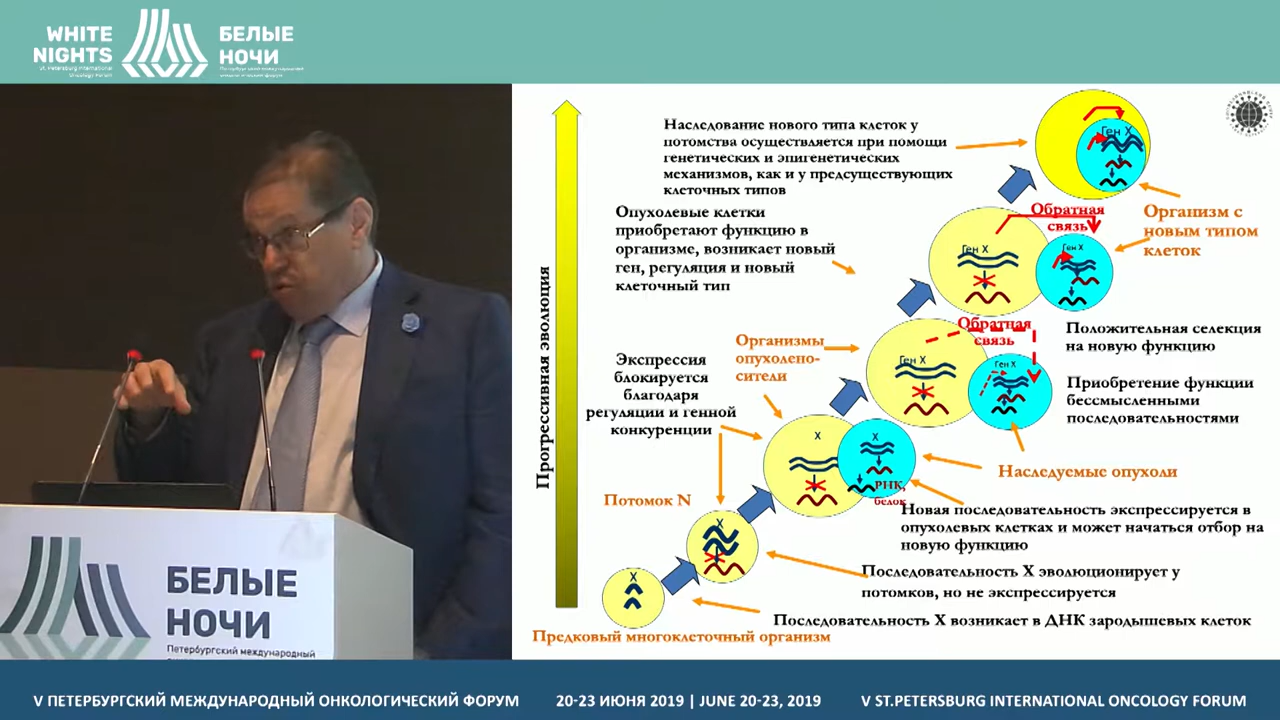 WHITE
NIGHTS
St. Petersburg International
Oncology Forum
БЕЛЫЕ
НОЧИ
Петербургский международный
онкологический форум
Наследование нового типа клеток у
потомства осуществляется при помощи
генетических и эпигенетических
механизмов, как и у предсуществующих
клеточных типов
Ген X
Опухолевые клетки
приобретают функцию в
организме, возникает новый
ген, регуляция и новый
клеточный тип
Обратная
связь
Ген X
Ген X
Организм с
новым типом
клеток
Прогрессивная эволюция
Организмы
опухолено-
сители
Обратная
связь
Ген X
Ген X
Положительная селекция
на новую функцию
Приобретение функции
бессмысленными
последовательностями
Экспрессия
блокируется
благодаря
регуляции и генной
конкуренции
X
X
РНК,
белок
Наследуемые опухоли
Потомок N
X
Новая последовательность экспрессируется в
опухолевых клетках и может начаться отбор на
новую функцию
Последовательность X эволюционирует у
потомков, но не экспрессируется
X
Последовательность X возникает в ДНК зародышевых клеток
Предковый многоклеточный организм
БЕЛЫЕ
НОЧИ
Петербургский международный
V ПЕТЕРБУРГСКИЙ МЕЖДУНАРОДНЫЙ ОНКОЛОГИЧЕСКИЙ ФОРУМ
20-23 ИЮНЯ 2019 | JUNE 20-23, 2019
V ST.PETERSBURG INTERNATIONAL ONCOLOGY FORUM